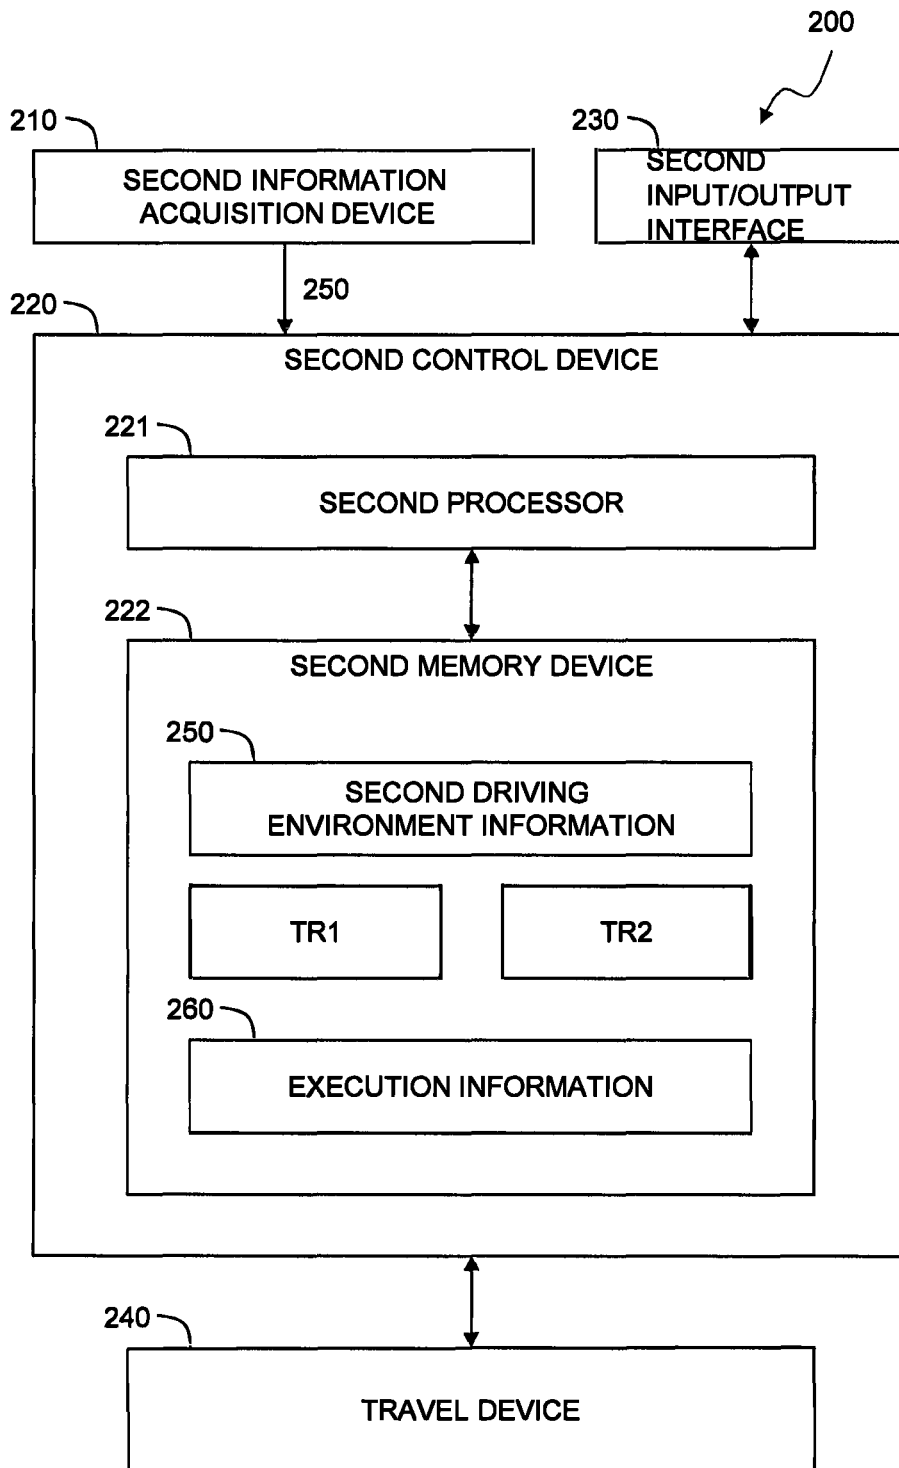 200
210
230
SECOND INFORMATION
ACQUISITION DEVICE
SECOND
INPUT/OUTPUT
INTERFACE
250
220
SECOND CONTROL DEVICE
221
SECOND PROCESSOR
222
SECOND MEMORY DEVICE
250
SECOND DRIVING
ENVIRONMENT INFORMATION
TR1
TR2
260
EXECUTION INFORMATION
240
TRAVEL DEVICE